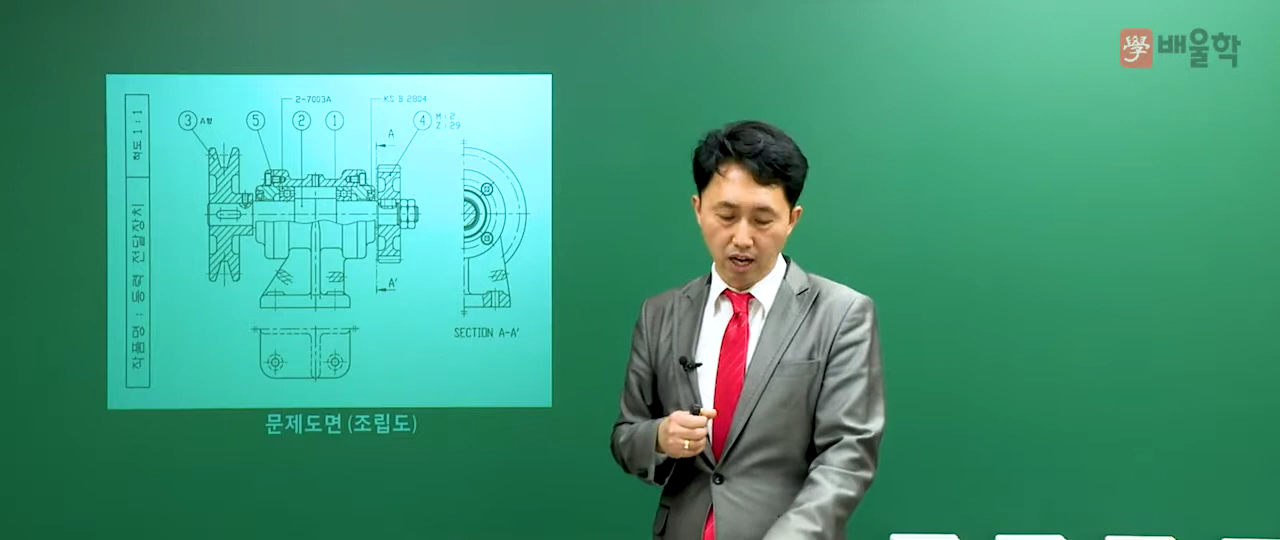 學 배울학
척도 1:1
작품명 : 동력 전달장치
2-7003A
KS B 2804
3
A형
5
2
1
4
M : 2
Z : 29
A
A'
SECTION A-A'
문제도면 (조립도)